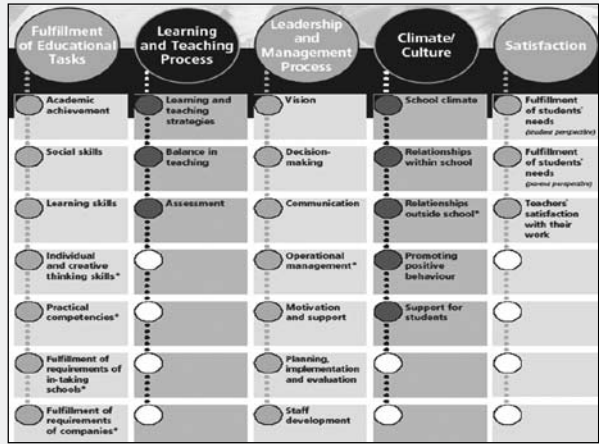 Fulfillment
of Educational
Tasks
Learning
and Teaching
Process
Leadership
and
Management
Process
Climate/
Culture
Satisfaction
Academic
achievement
Learning and
teaching
strategies
Vision
School climate
Fulfillment
of students'
needs
(student perspective)
Social skills
Balance in
teaching
Decision-
making
Relationships
within school
Fulfillment
of students'
needs
(parent perspective)
Learning skills
Assessment
Communication
Relationships
outside school*
Teachers'
satisfaction
with their
work
Individual
and creative
thinking skills*
Operational
management*
Promoting
positive
behaviour
Practical
competencies*
Motivation
and support
Support for
students
Fulfillment of
requirements of
in-taking
schools*
Planning,
implementation
and evaluation
Fulfillment of
requirements
of companies*
Staff
development